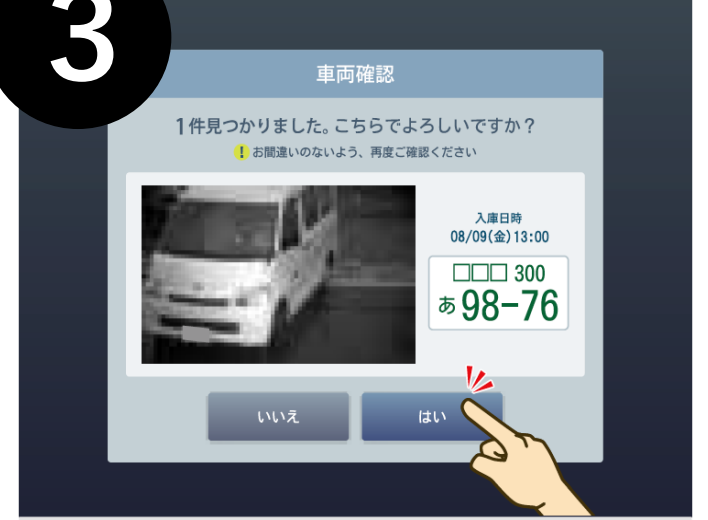 3
車両確認
1件見つかりました。こちらでよろしいですか？
! お間違いのないよう、再度ご確認ください
入庫日時
08/09(金)13:00
□□□ 300
あ 98-76
いいえ
はい